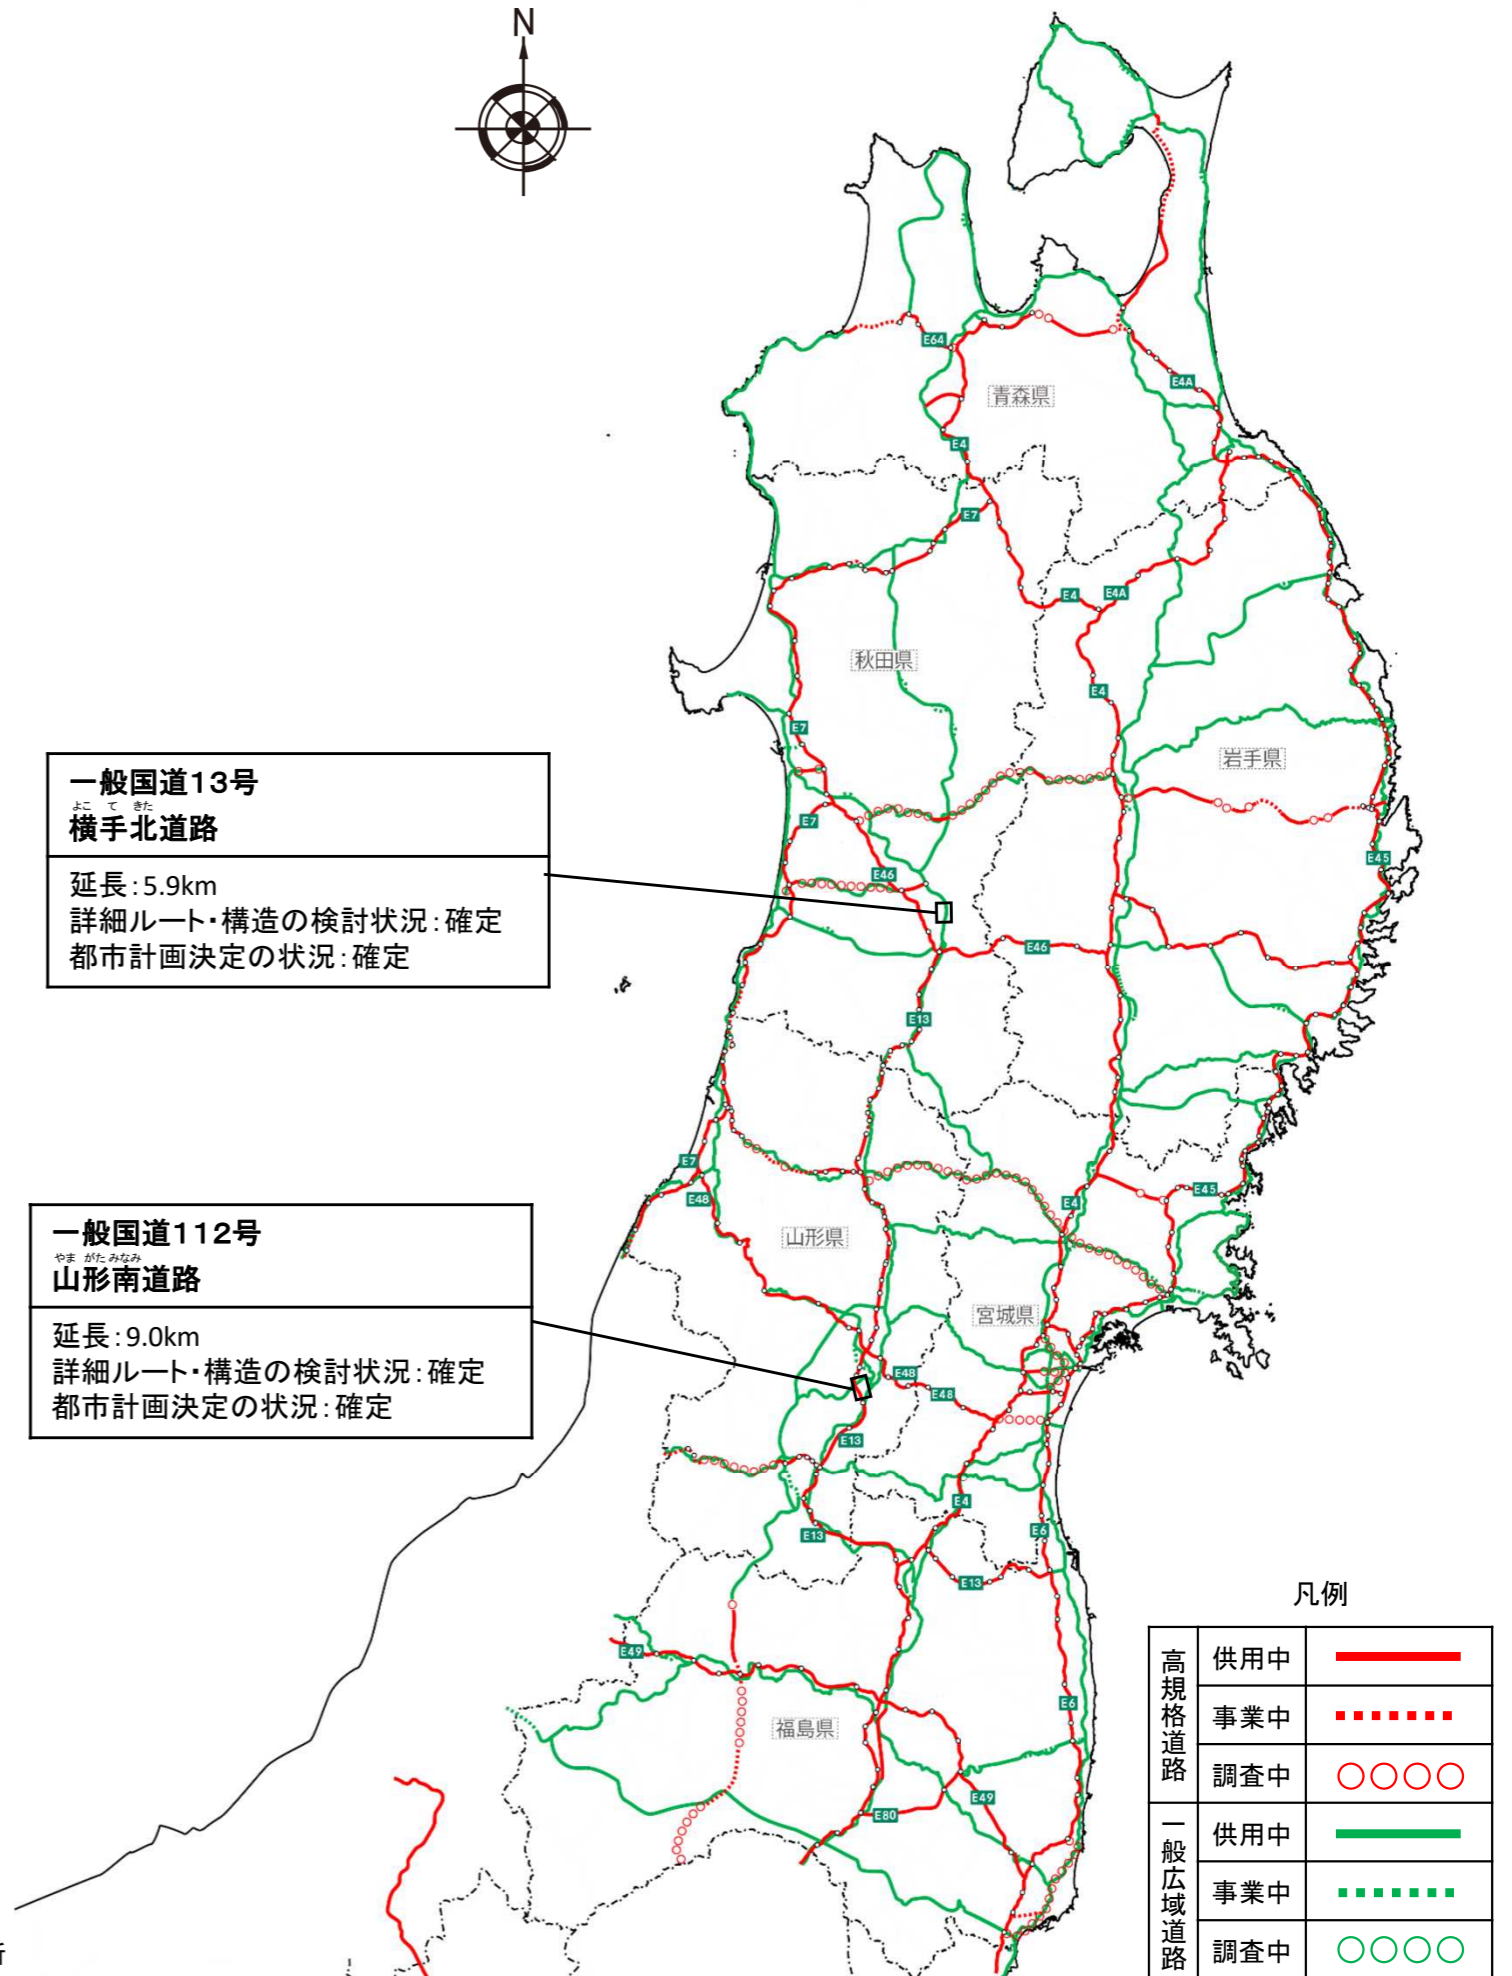 N
E64
青森県
E4A
E4
E7
E4
E4A
秋田県
E4
E7
岩手県
一般国道13号
よこ て きた
横手北道路
延長:5.9km
詳細ルート・構造の検討状況:確定
都市計画決定の状況:確定
E7
E45
E46
E46
E13
E7
E48
E4
E45
一般国道112号
やま がた みなみ
山形南道路
延長:9.0km
詳細ルート・構造の検討状況:確定
都市計画決定の状況:確定
山形県
宮城県
E48
E48
E13
E4
E13
E6
E13
E49
E6
福島県
E49
E80
凡例
高規格道路
供用中
事業中
調査中
一般広域道路
供用中
事業中
調査中